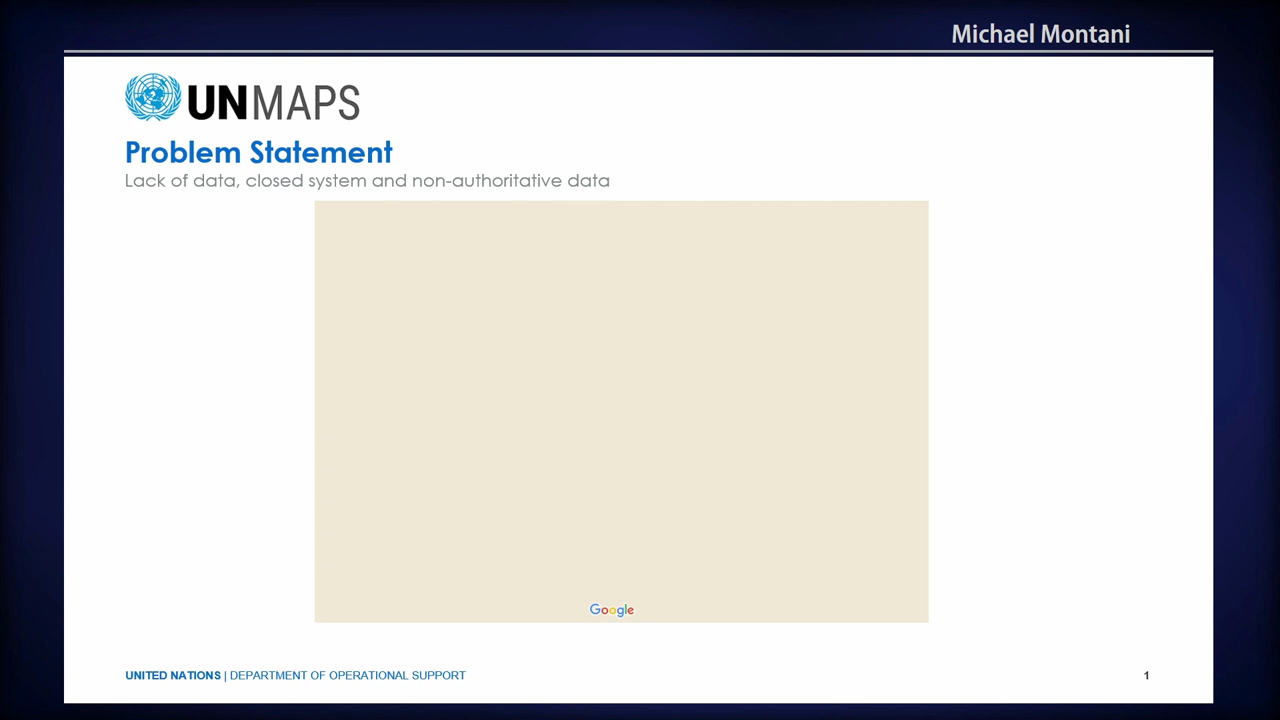 Michael Montani
UNMAPS
Problem Statement
Lack of data, closed system and non-authoritative data
Google
UNITED NATIONS | DEPARTMENT OF OPERATIONAL SUPPORT
1